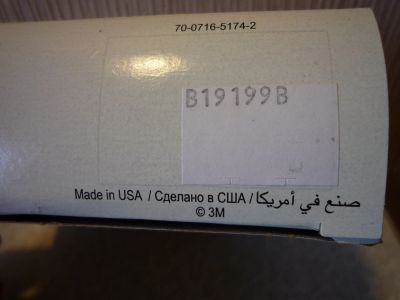 70-0716-5174-2
B19199B
Made in USA / Сделано в США / صنع في أمريكا
© 3M